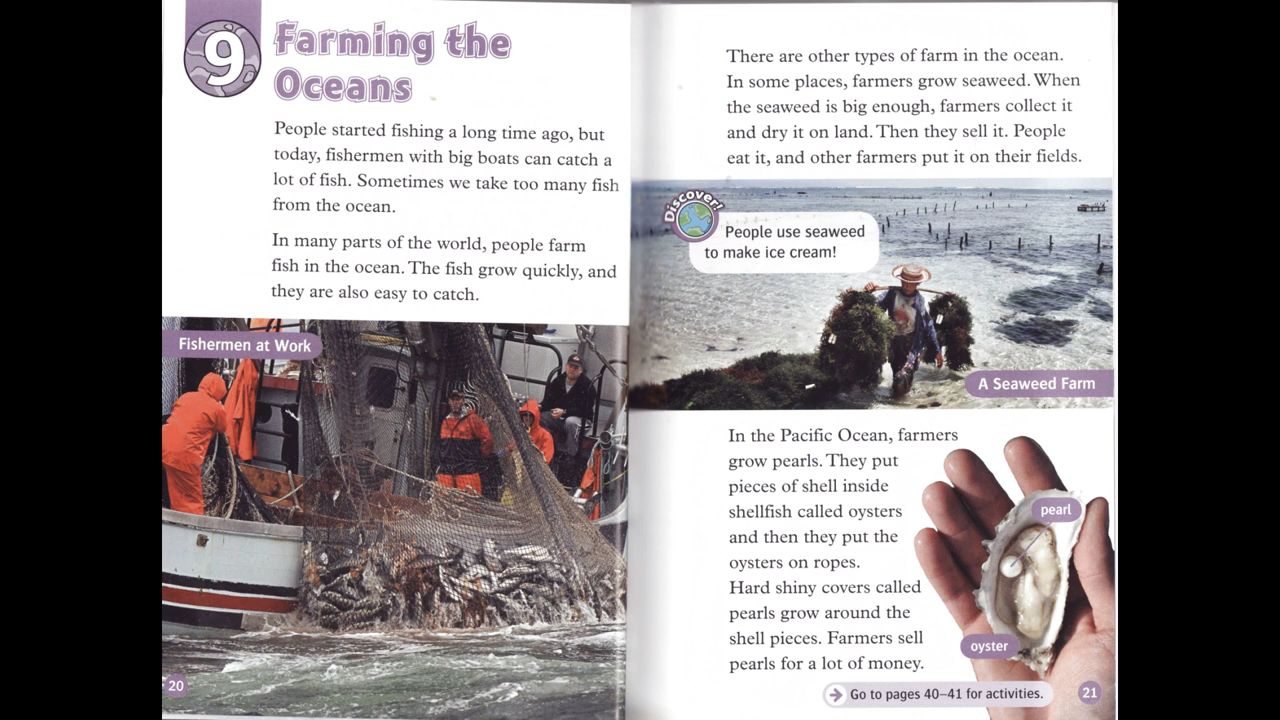 9
Farming the
Oceans
People started fishing a long time ago, but
today, fishermen with big boats can catch a
lot of fish. Sometimes we take too many fish
from the ocean.
In many parts of the world, people farm
fish in the ocean. The fish grow quickly, and
they are also easy to catch.
Fishermen at Work
20
There are other types of farm in the ocean.
In some places, farmers grow seaweed. When
the seaweed is big enough, farmers collect it
and dry it on land. Then they sell it. People
eat it, and other farmers put it on their fields.
Discover!
People use seaweed
to make ice cream!
A Seaweed Farm
In the Pacific Ocean, farmers
grow pearls. They put
pieces of shell inside
shellfish called oysters
and then they put the
oysters on ropes.
Hard shiny covers called
pearls grow around the
shell pieces. Farmers sell
pearls for a lot of money.
pearl
oyster
Go to pages 40–41 for activities.
21